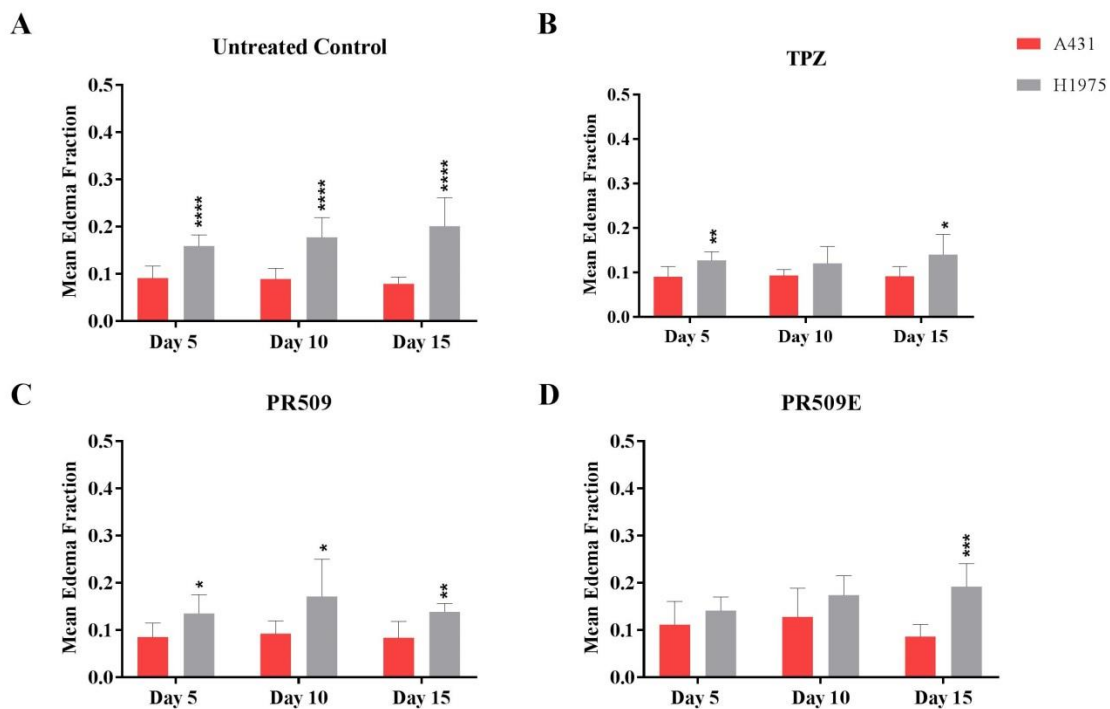 A
Untreated Control
Mean Edema Fraction
0.5
0.4
0.3
0.2
0.1
0.0
****
****
****
Day 5
Day 10
Day 15
B
TPZ
Mean Edema Fraction
0.5
0.4
0.3
0.2
0.1
0.0
**
*
Day 5
Day 10
Day 15
A431
H1975
C
PR509
Mean Edema Fraction
0.5
0.4
0.3
0.2
0.1
0.0
*
*
**
Day 5
Day 10
Day 15
D
PR509E
Mean Edema Fraction
0.5
0.4
0.3
0.2
0.1
0.0
***
Day 5
Day 10
Day 15